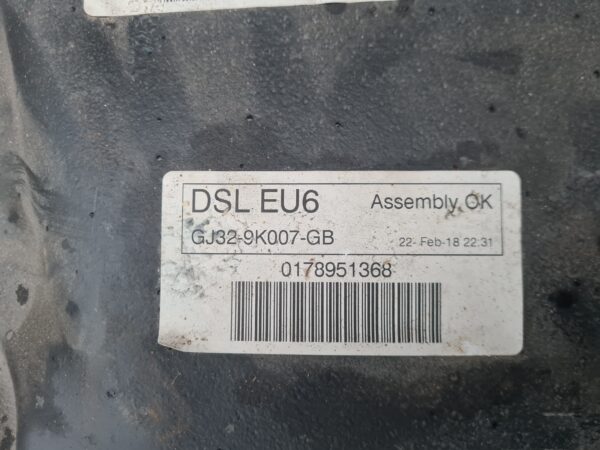 DSL EU6 Assembly OK
GJ32-9K007-GB 22- Feb-18 22:31
0178951368